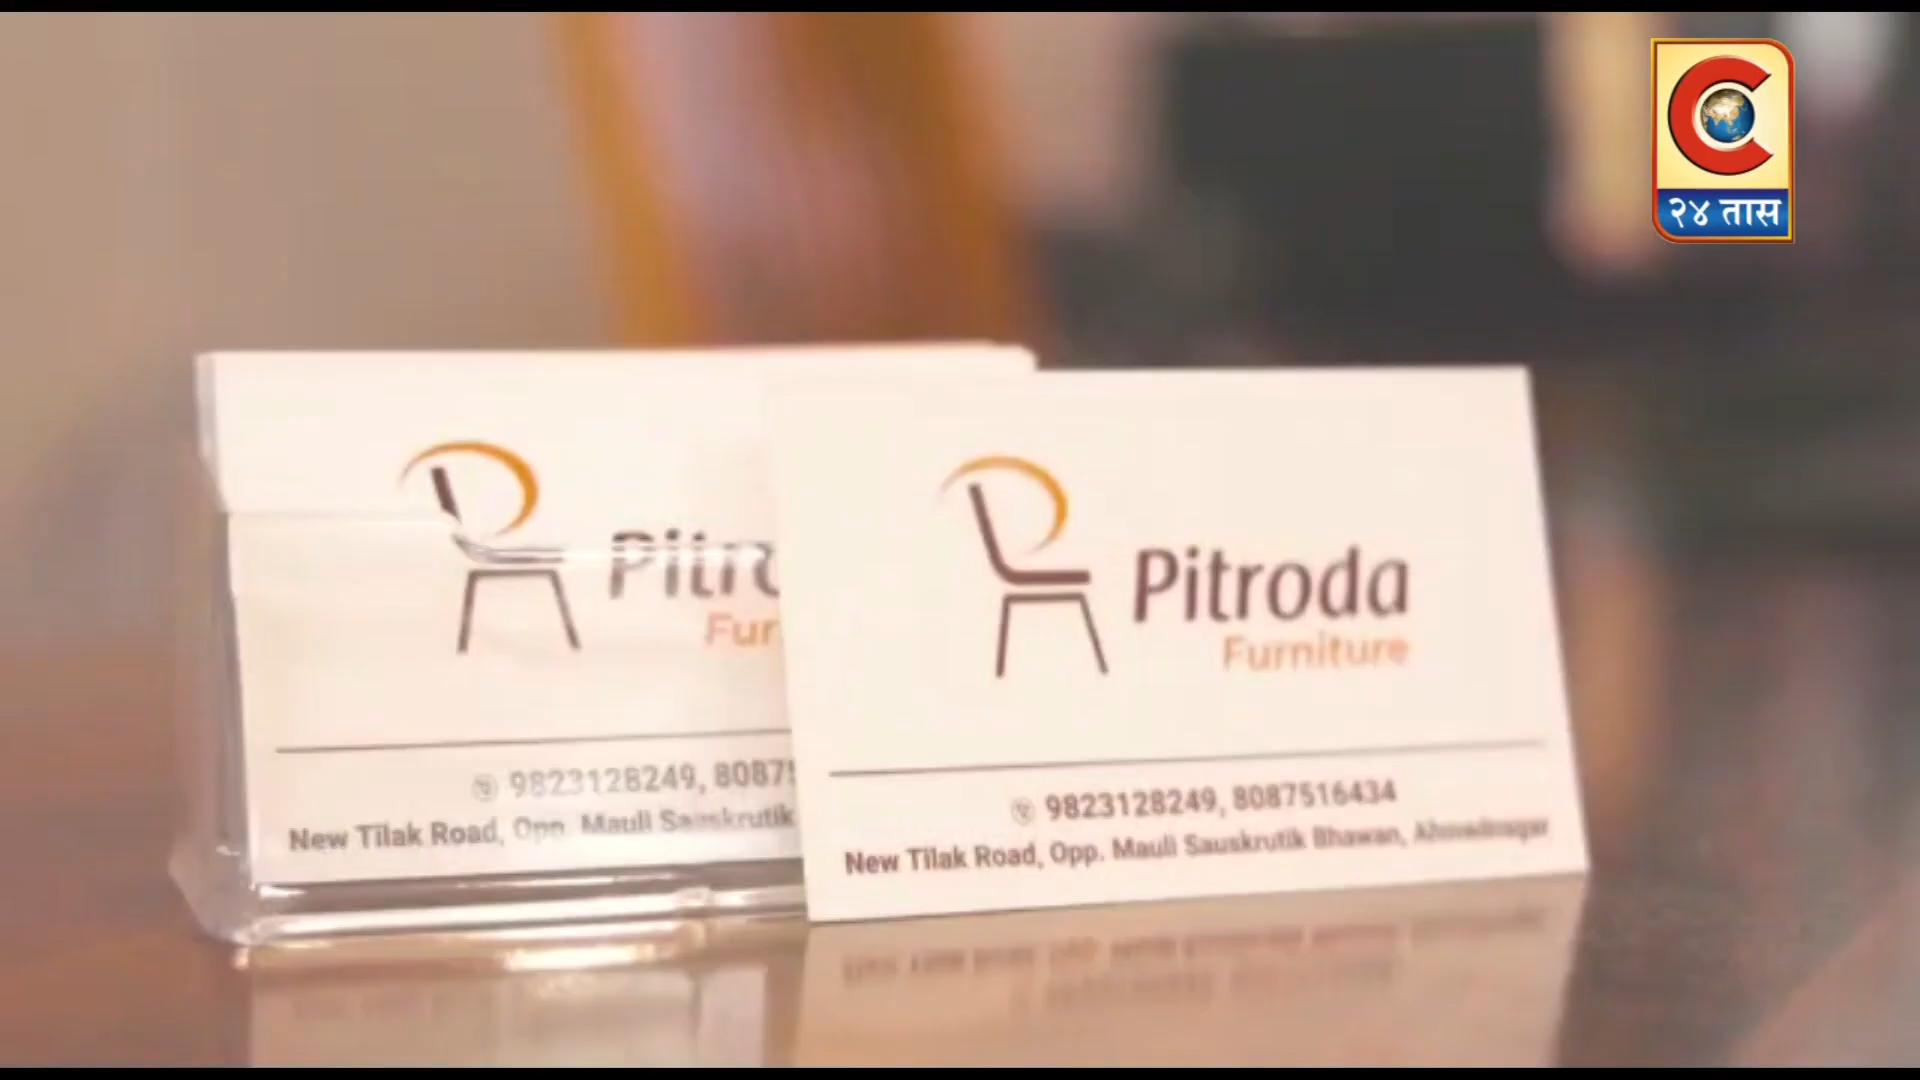 २४ तास
Pitro
Fur
9823128249, 80875
New Tilak Road, Opp. Mauli Sauskrutik
Pitroda
Furniture
9823128249, 8087516434
New Tilak Road, Opp. Mauli Sauskrutik Bhawan, Ahmednagar